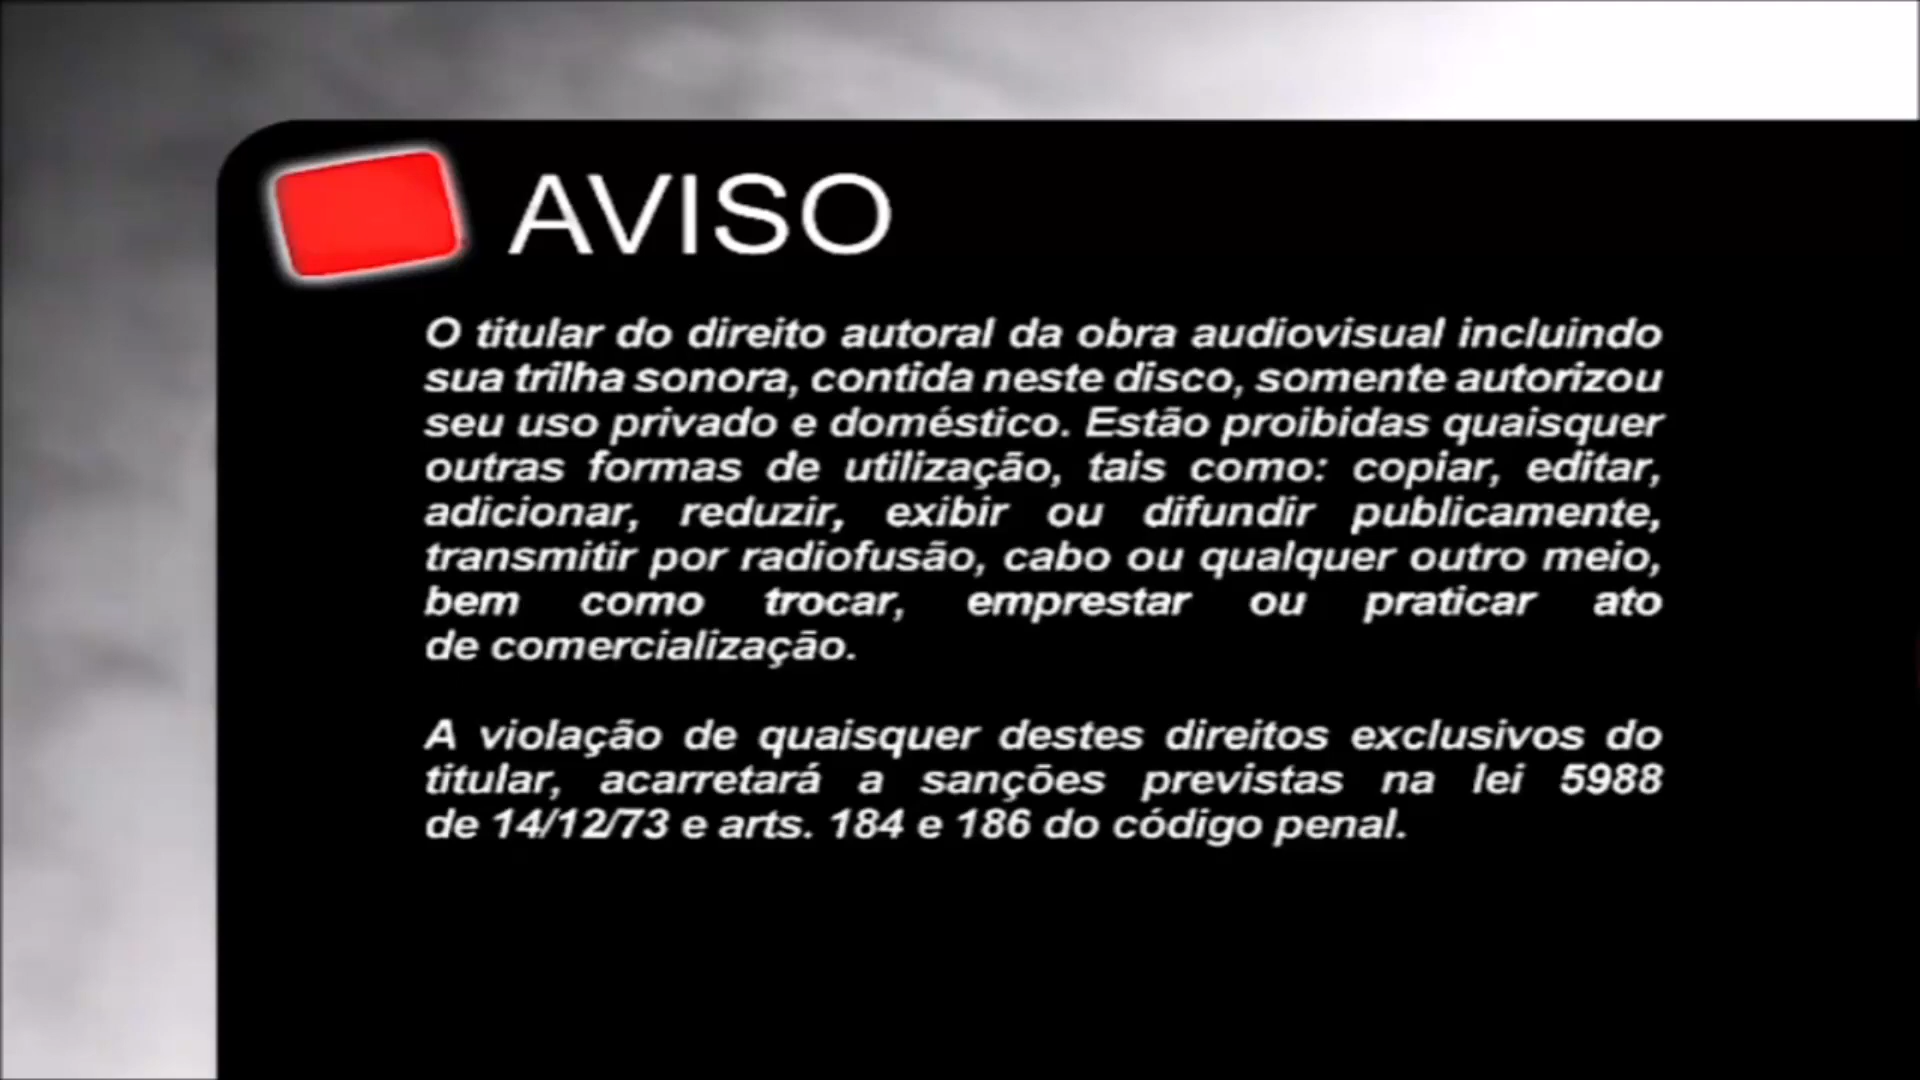 AVISO
O titular do direito autoral da obra audiovisual incluindo
sua trilha sonora, contida neste disco, somente autorizou
seu uso privado e doméstico. Estão proibidas quaisquer
outras formas de utilização, tais como: copiar, editar,
adicionar, reduzir, exibir ou difundir publicamente,
transmitir por radiofusão, cabo ou qualquer outro meio,
bem como trocar, emprestar ou praticar ato
de comercialização.
A violação de quaisquer destes direitos exclusivos do
titular, acarretará a sanções previstas na lei 5988
de 14/12/73 e arts. 184 e 186 do código penal.